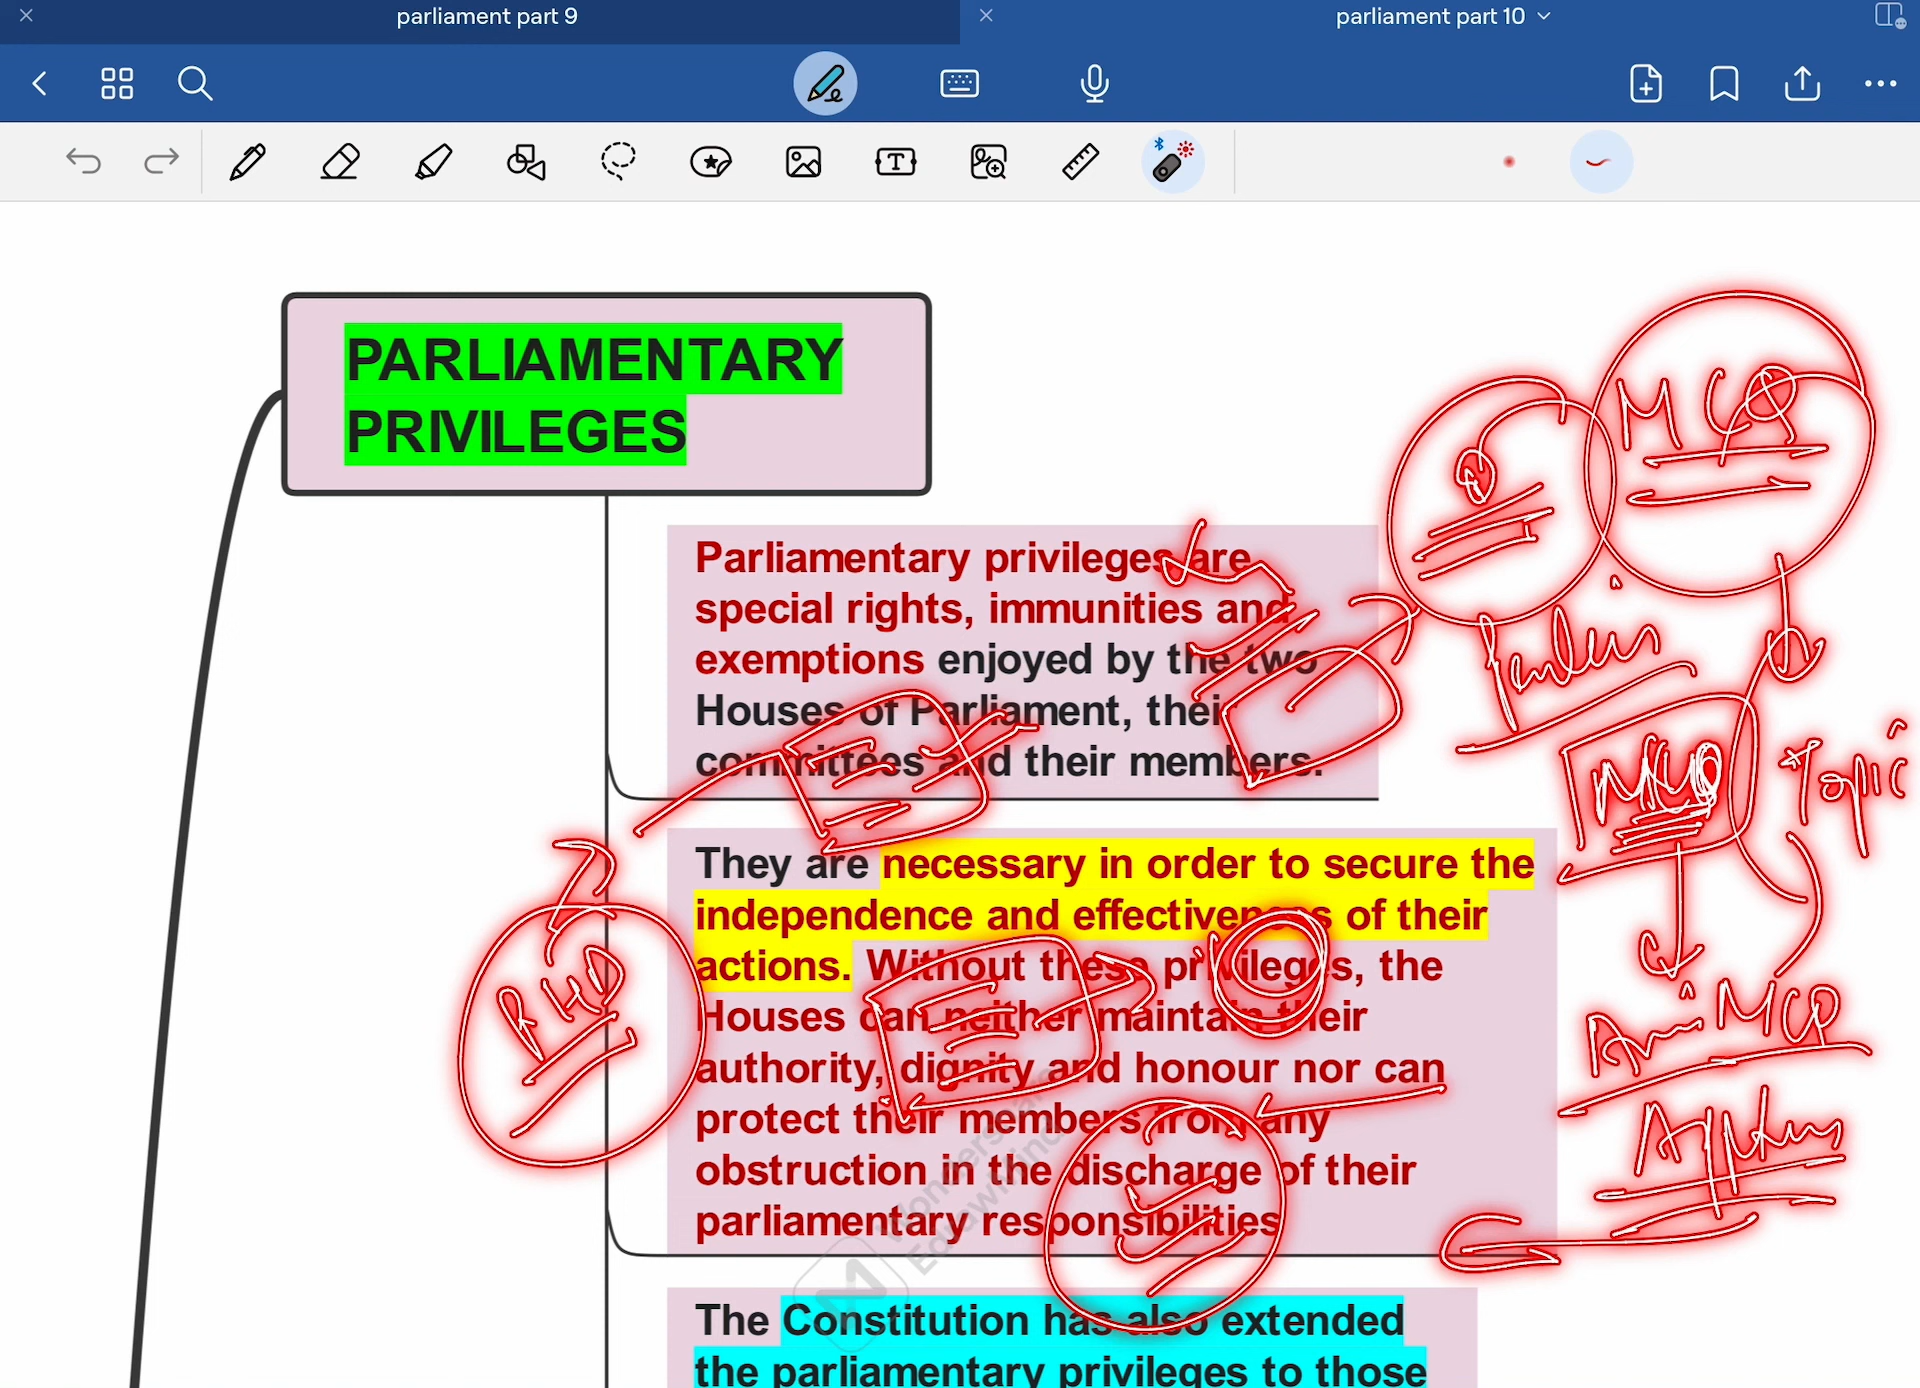 parliament part 9
parliament part 10
PARLIAMENTARY
PRIVILEGES
Parliamentary privileges are
special rights, immunities and
exemptions enjoyed by the two
Houses of Parliament, their
committees and their members.
They are necessary in order to secure the
independence and effectiveness of their
actions. Without these privileges, the
Houses can neither maintain their
authority, dignity and honour nor can
protect their members from any
obstruction in the discharge of their
parliamentary responsibilities
The Constitution has also extended
the parliamentary privileges to those
MCQ
Q
MCQ
Topic
MCQ